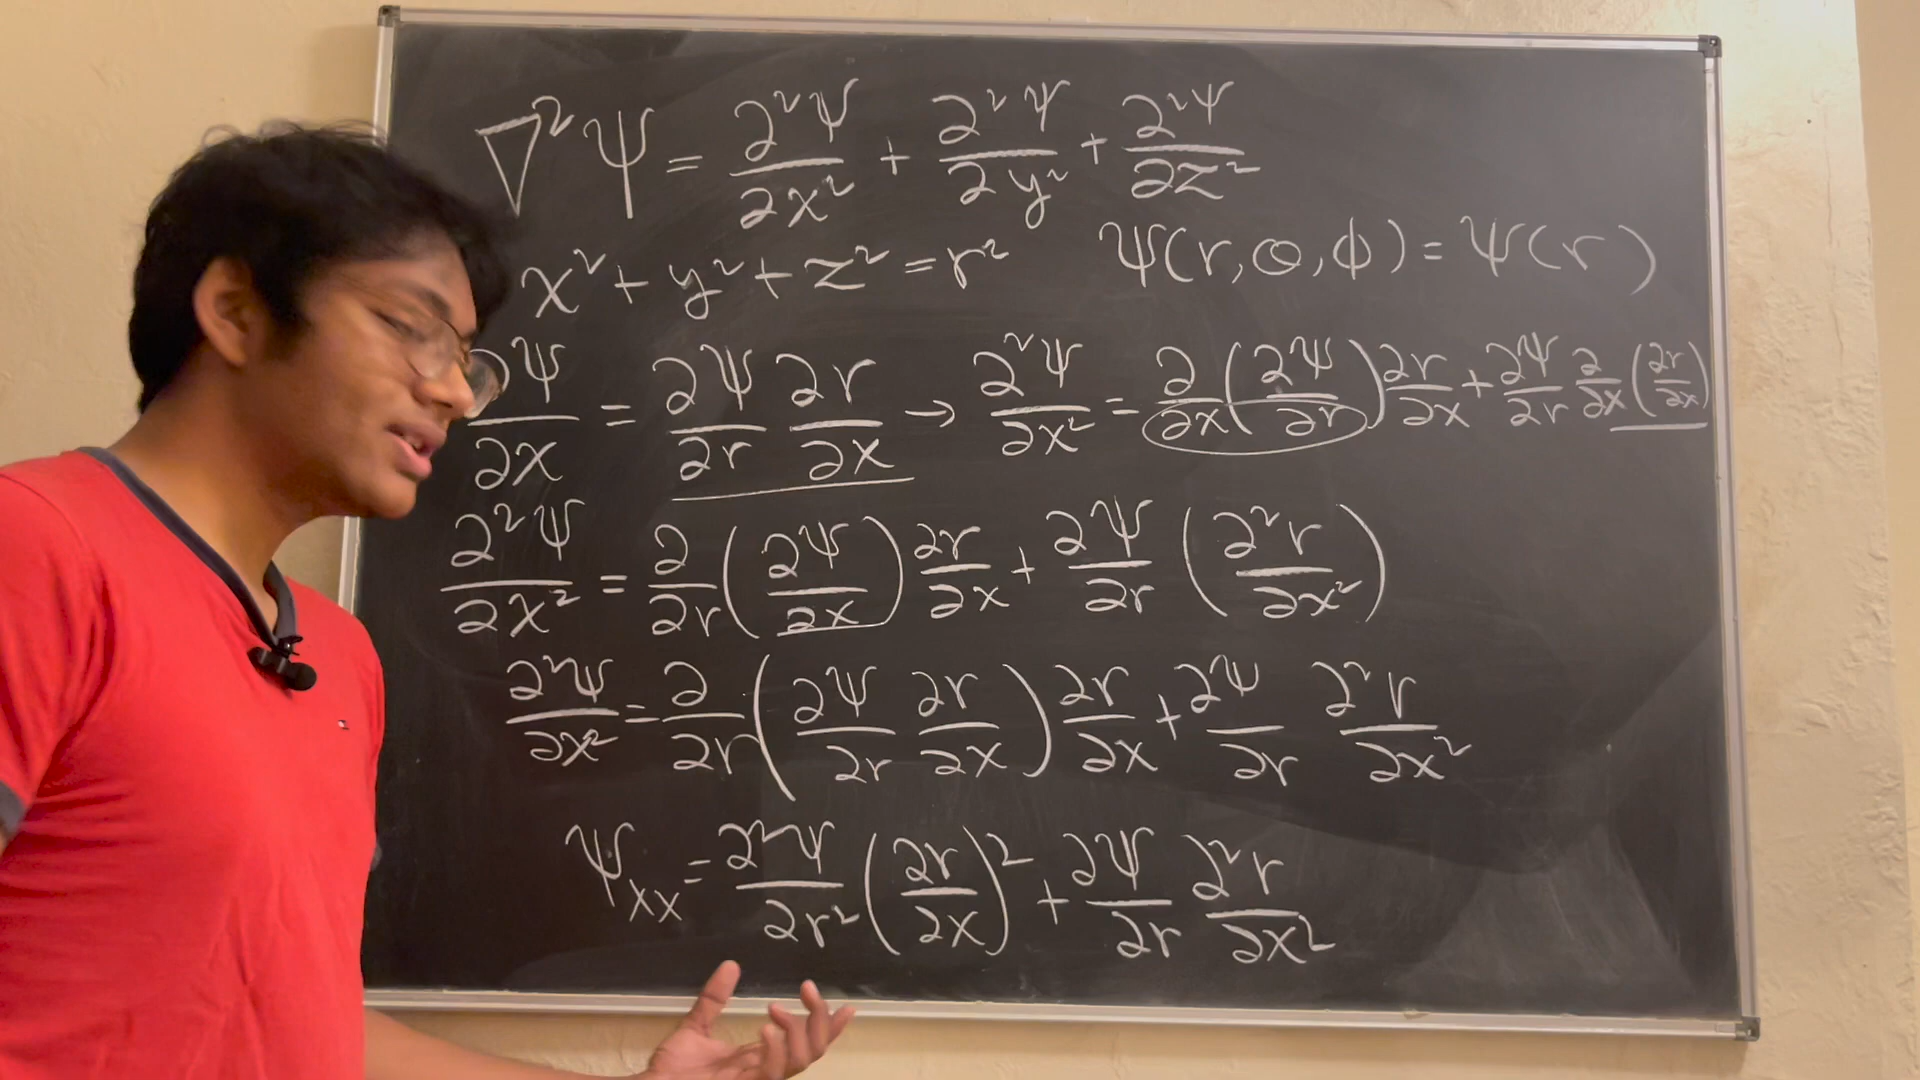 ∇²Ψ = ∂²Ψ/∂x² + ∂²Ψ/∂y² + ∂²Ψ/∂z²
x² + y² + z² = r² Ψ(r,θ,ϕ) = Ψ(r)
∂Ψ/∂x = ∂Ψ/∂r ∂r/∂x → ∂²Ψ/∂x² = ∂/∂x(∂Ψ/∂r)∂r/∂x + ∂Ψ/∂r ∂/∂x(∂r/∂x)
∂²Ψ/∂x² = ∂/∂r(∂Ψ/∂x)∂r/∂x + ∂Ψ/∂r (∂²r/∂x²)
∂²Ψ/∂x² = ∂/∂r(∂Ψ/∂r ∂r/∂x)∂r/∂x + ∂Ψ/∂r ∂²r/∂x²
Ψxx = ∂²Ψ/∂r²(∂r/∂x)² + ∂Ψ/∂r ∂²r/∂x²